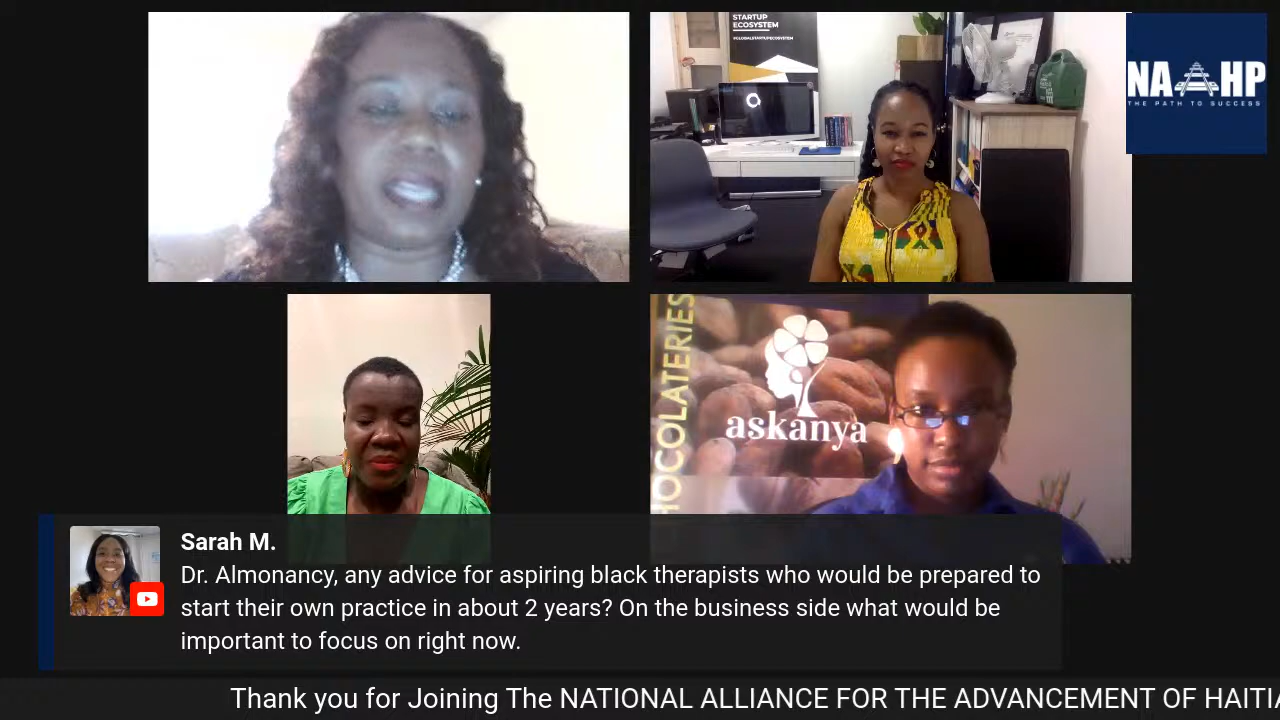 STARTUP
ECOSYSTEM
#GLOBALSTARTUPECOSYSTEM
NAAHP
THE PATH TO SUCCESS
HOCOLATERIES
askanya
Sarah M.
Dr. Almonancy, any advice for aspiring black therapists who would be prepared to
start their own practice in about 2 years? On the business side what would be
important to focus on right now.
Thank you for Joining The NATIONAL ALLIANCE FOR THE ADVANCEMENT OF HAITIA